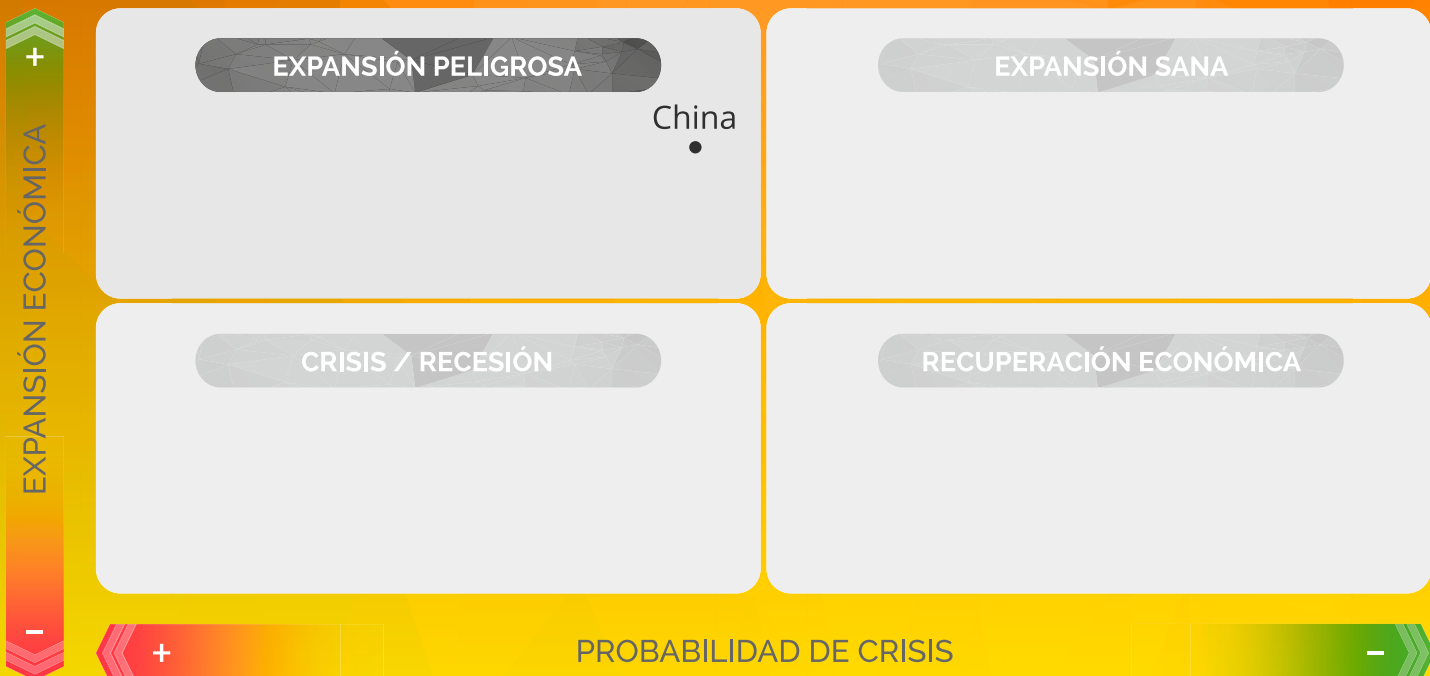 +
EXPANSIÓN ECONÓMICA
–
EXPANSIÓN PELIGROSA
China
EXPANSIÓN SANA
CRISIS / RECESIÓN
RECUPERACIÓN ECONÓMICA
+
PROBABILIDAD DE CRISIS
–